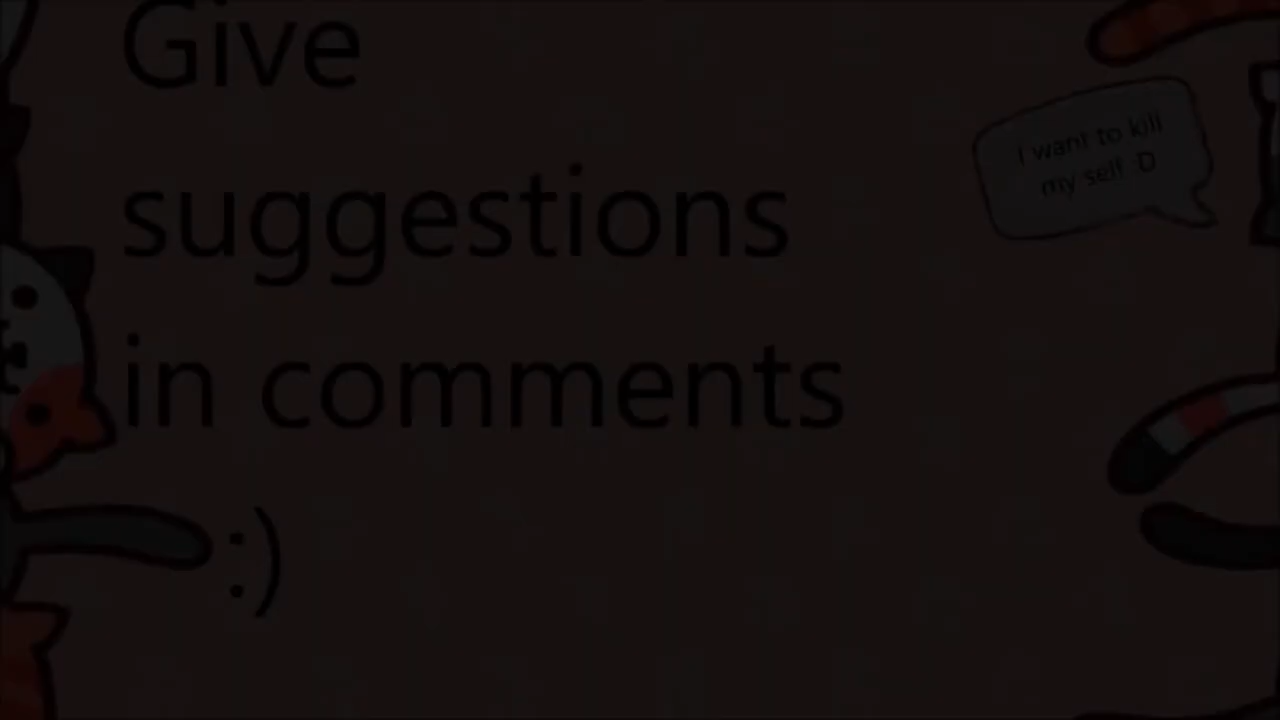 Give
suggestions
in comments
:)
I want to kill
my self :D